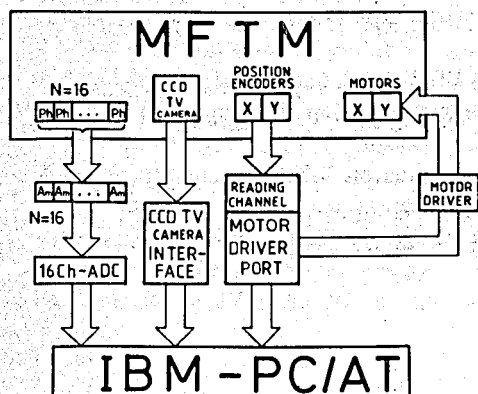 MFTM
N=16
Ph Ph ... Ph
CCD
TV
CAMERA
POSITION
ENCODERS
X Y
MOTORS
X Y
Am Am ... Am
N=16
16Ch-ADC
CCD TV
CAMERA
INTER-
FACE
READING
CHANNEL
MOTOR
DRIVER
PORT
MOTOR
DRIVER
IBM-PC/AT